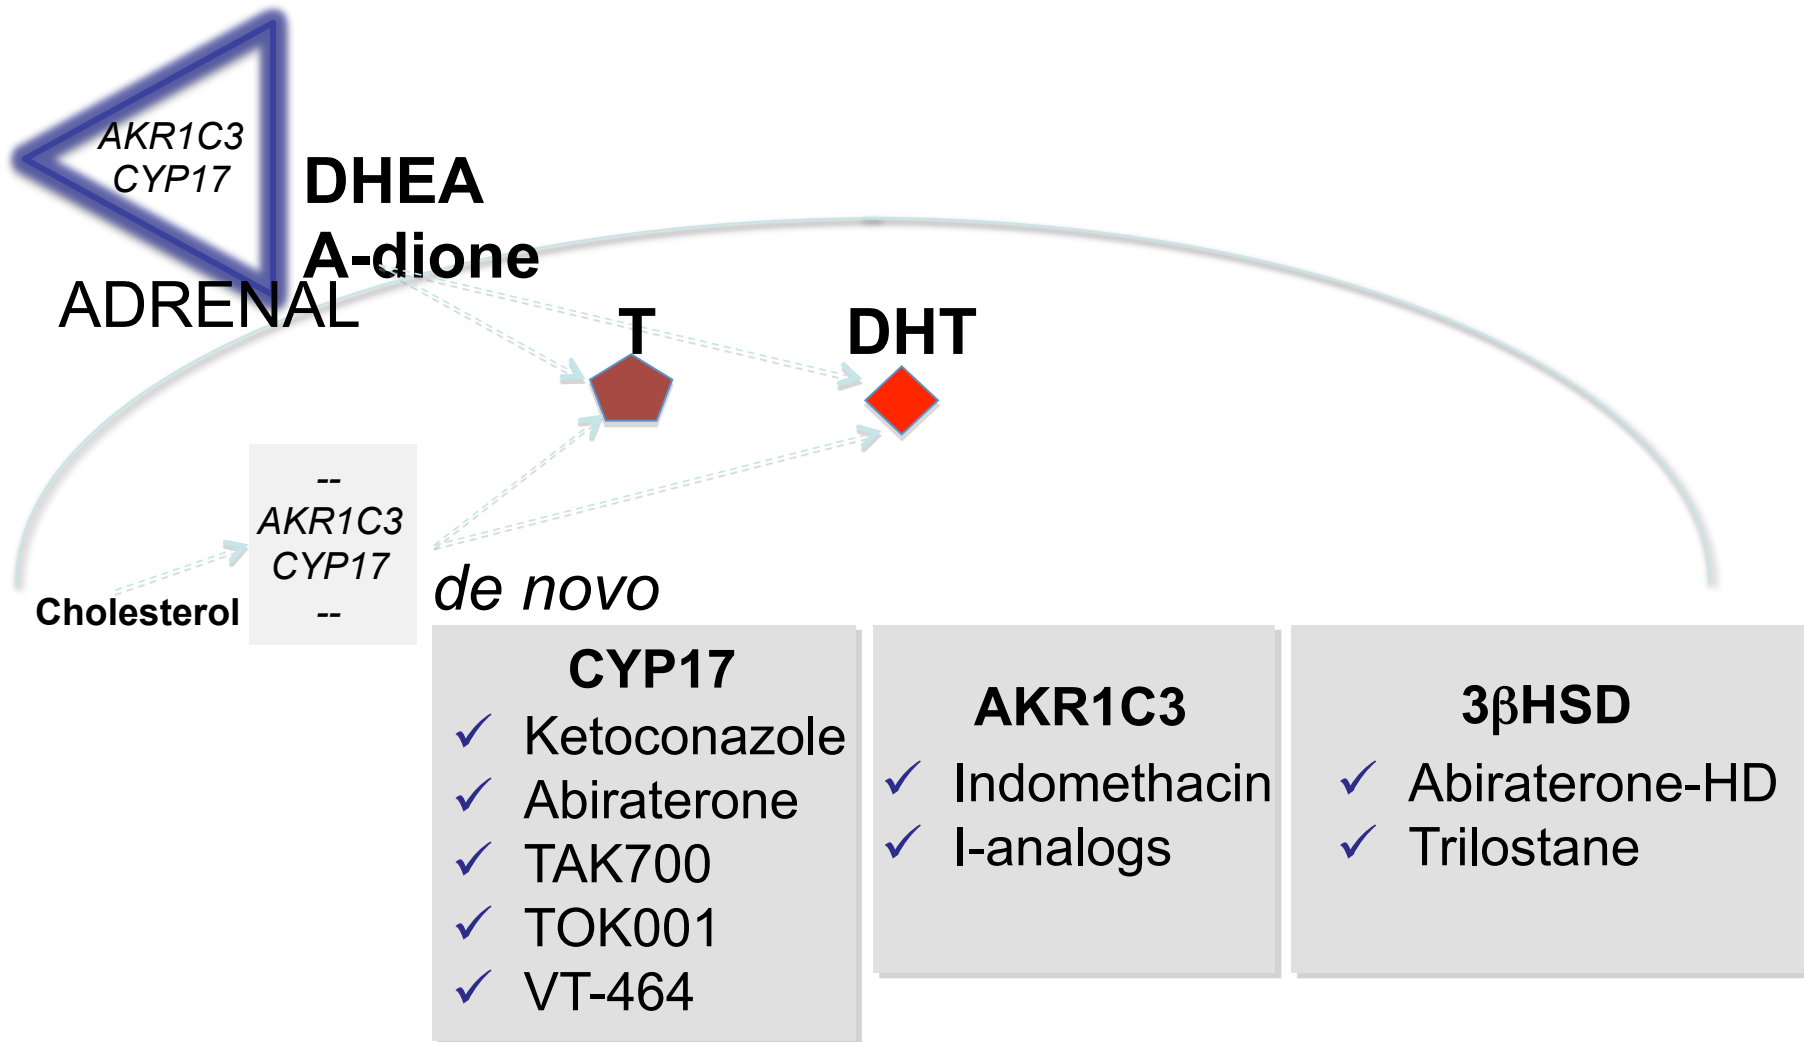 AKR1C3
CYP17
DHEA
A-dione
ADRENAL
T
DHT
--
AKR1C3
CYP17
--
Cholesterol
de novo
CYP17
✓ Ketoconazole
✓ Abiraterone
✓ TAK700
✓ TOK001
✓ VT-464
AKR1C3
✓ Indomethacin
✓ I-analogs
3βHSD
✓ Abiraterone-HD
✓ Trilostane